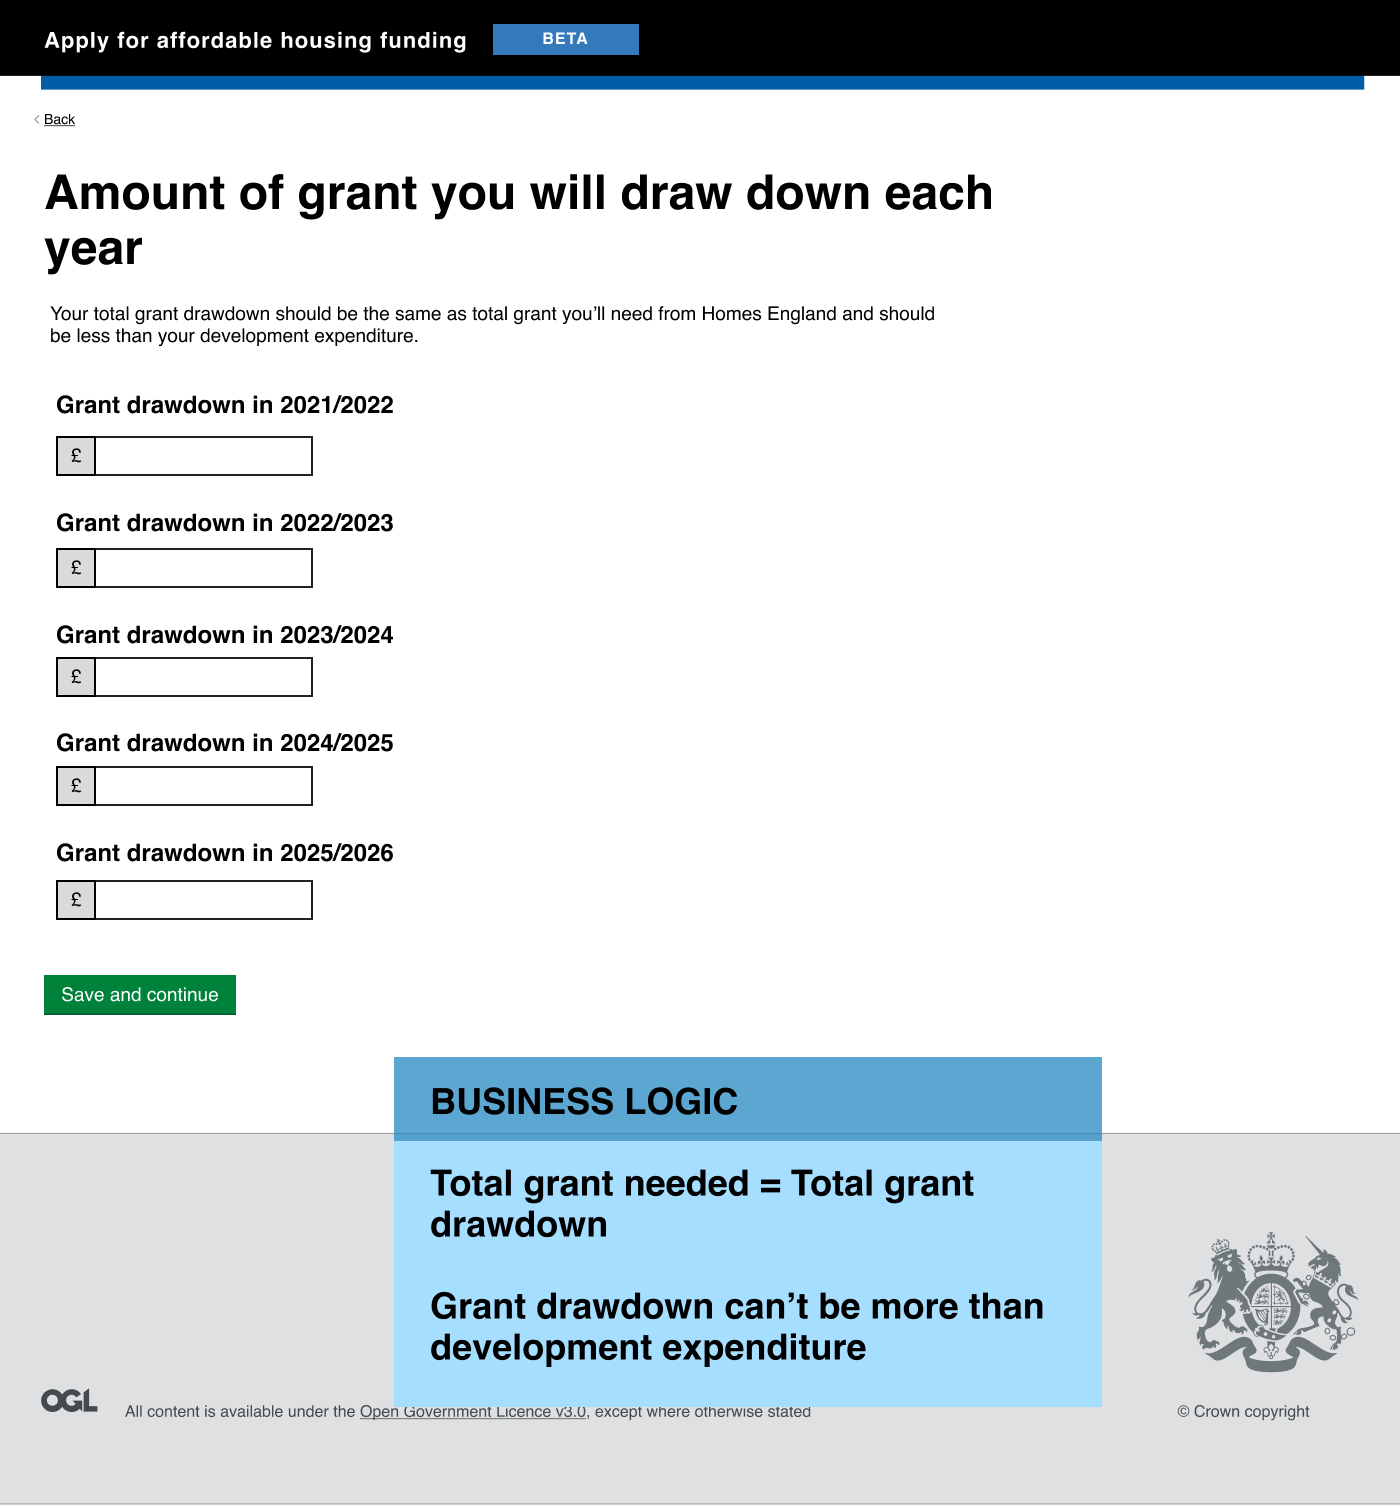 Apply for affordable housing funding BETA
Back
Amount of grant you will draw down each
year
Your total grant drawdown should be the same as total grant you’ll need from Homes England and should
be less than your development expenditure.
Grant drawdown in 2021/2022
£
Grant drawdown in 2022/2023
£
Grant drawdown in 2023/2024
£
Grant drawdown in 2024/2025
£
Grant drawdown in 2025/2026
£
Save and continue
BUSINESS LOGIC
Total grant needed = Total grant
drawdown
Grant drawdown can’t be more than
development expenditure
OGL All content is available under the Open Government Licence v3.0, except where otherwise stated © Crown copyright